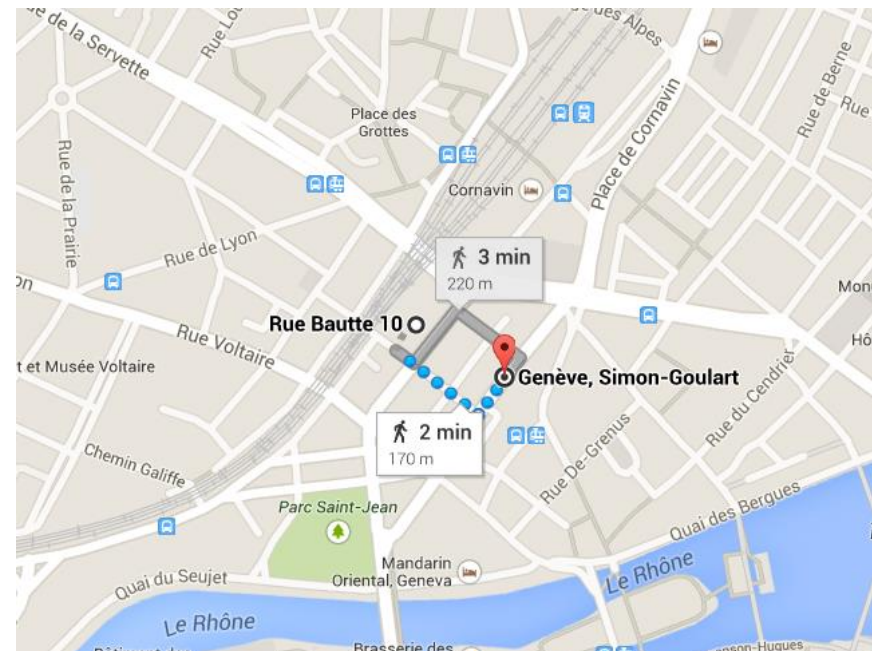 de la Servette
Rue
des Alpes
Rue de Berne
Rue
Place des
Grottes
Place de Cornavin
Rue de la Prairie
Cornavin
Rue de Lyon
3 min
220 m
Mon
Rue Bautte 10
Rue Voltaire
Hô
t et Musée Voltaire
Genève, Simon-Goulart
Rue du Cendrier
2 min
170 m
Rue De-Grenus
Chemin Galiffe
Parc Saint-Jean
Quai des Bergues
Mandarin
Oriental, Geneva
Quai du Seujet
Le Rhône
Le Rhône
Brasserie des